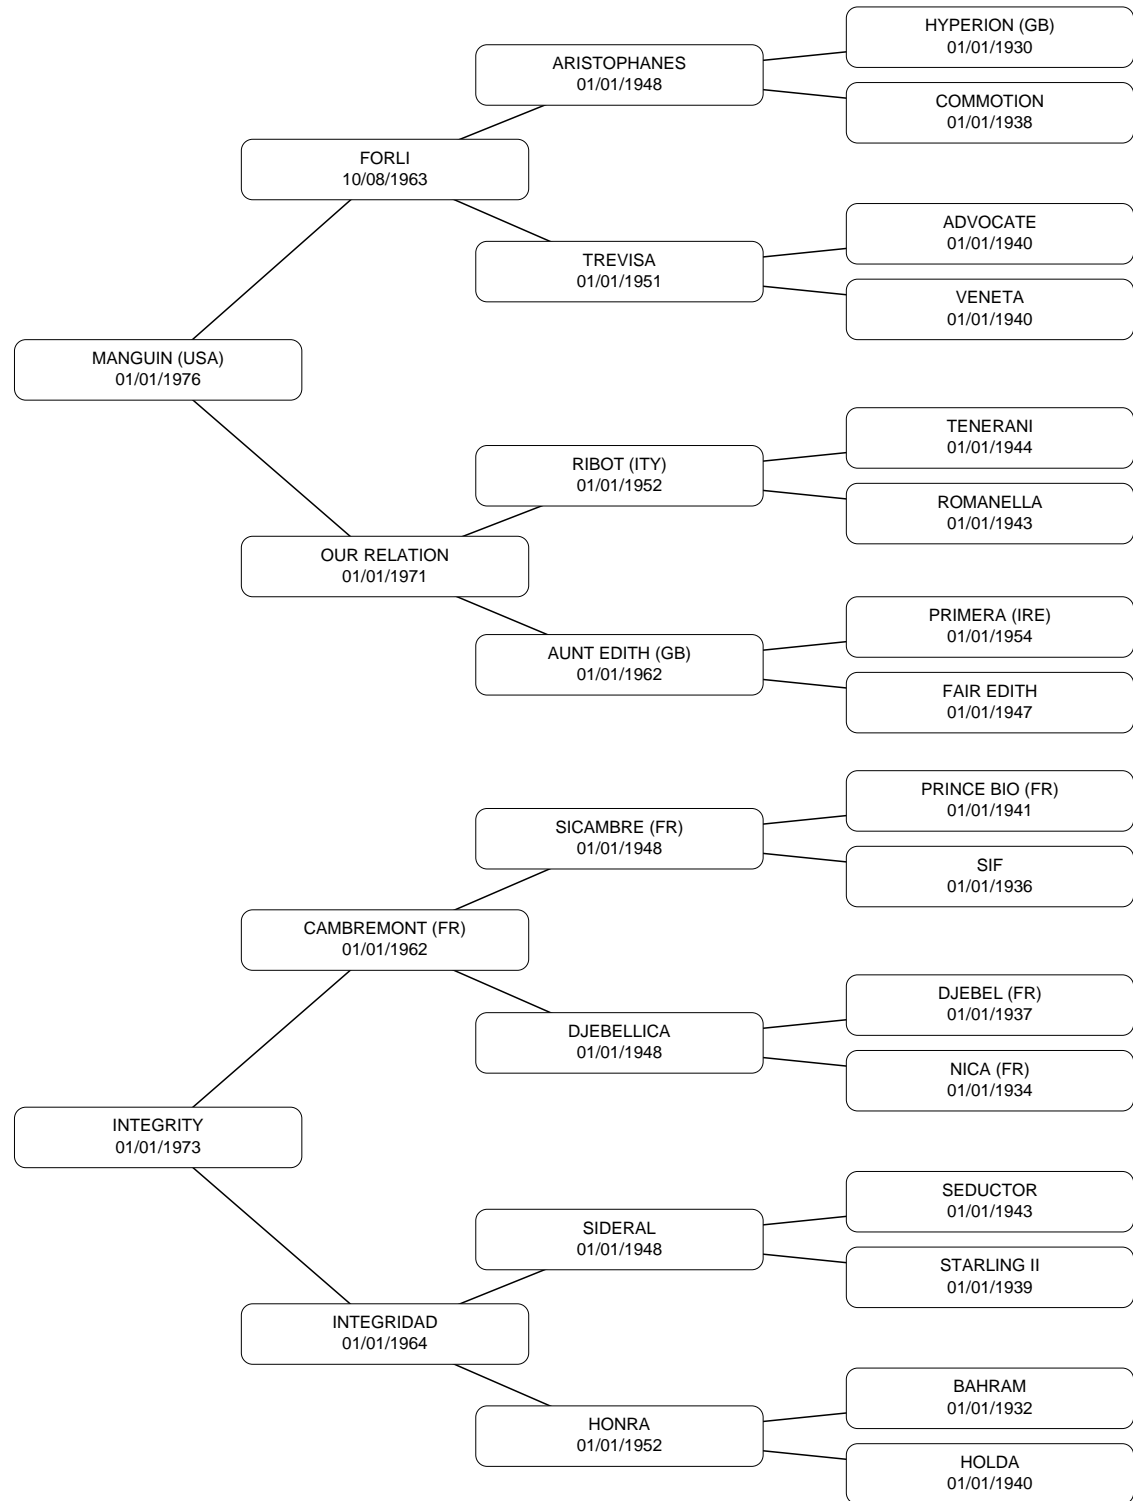 HYPERION (GB)
01/01/1930
ARISTOPHANES
01/01/1948
COMMOTION
01/01/1938
FORLI
10/08/1963
ADVOCATE
01/01/1940
TREVISA
01/01/1951
VENETA
01/01/1940
MANGUIN (USA)
01/01/1976
TENERANI
01/01/1944
RIBOT (ITY)
01/01/1952
ROMANELLA
01/01/1943
OUR RELATION
01/01/1971
PRIMERA (IRE)
01/01/1954
AUNT EDITH (GB)
01/01/1962
FAIR EDITH
01/01/1947
PRINCE BIO (FR)
01/01/1941
SICAMBRE (FR)
01/01/1948
SIF
01/01/1936
CAMBREMONT (FR)
01/01/1962
DJEBEL (FR)
01/01/1937
DJEBELLICA
01/01/1948
NICA (FR)
01/01/1934
INTEGRITY
01/01/1973
SEDUCTOR
01/01/1943
SIDERAL
01/01/1948
STARLING II
01/01/1939
INTEGRIDAD
01/01/1964
BAHRAM
01/01/1932
HONRA
01/01/1952
HOLDA
01/01/1940